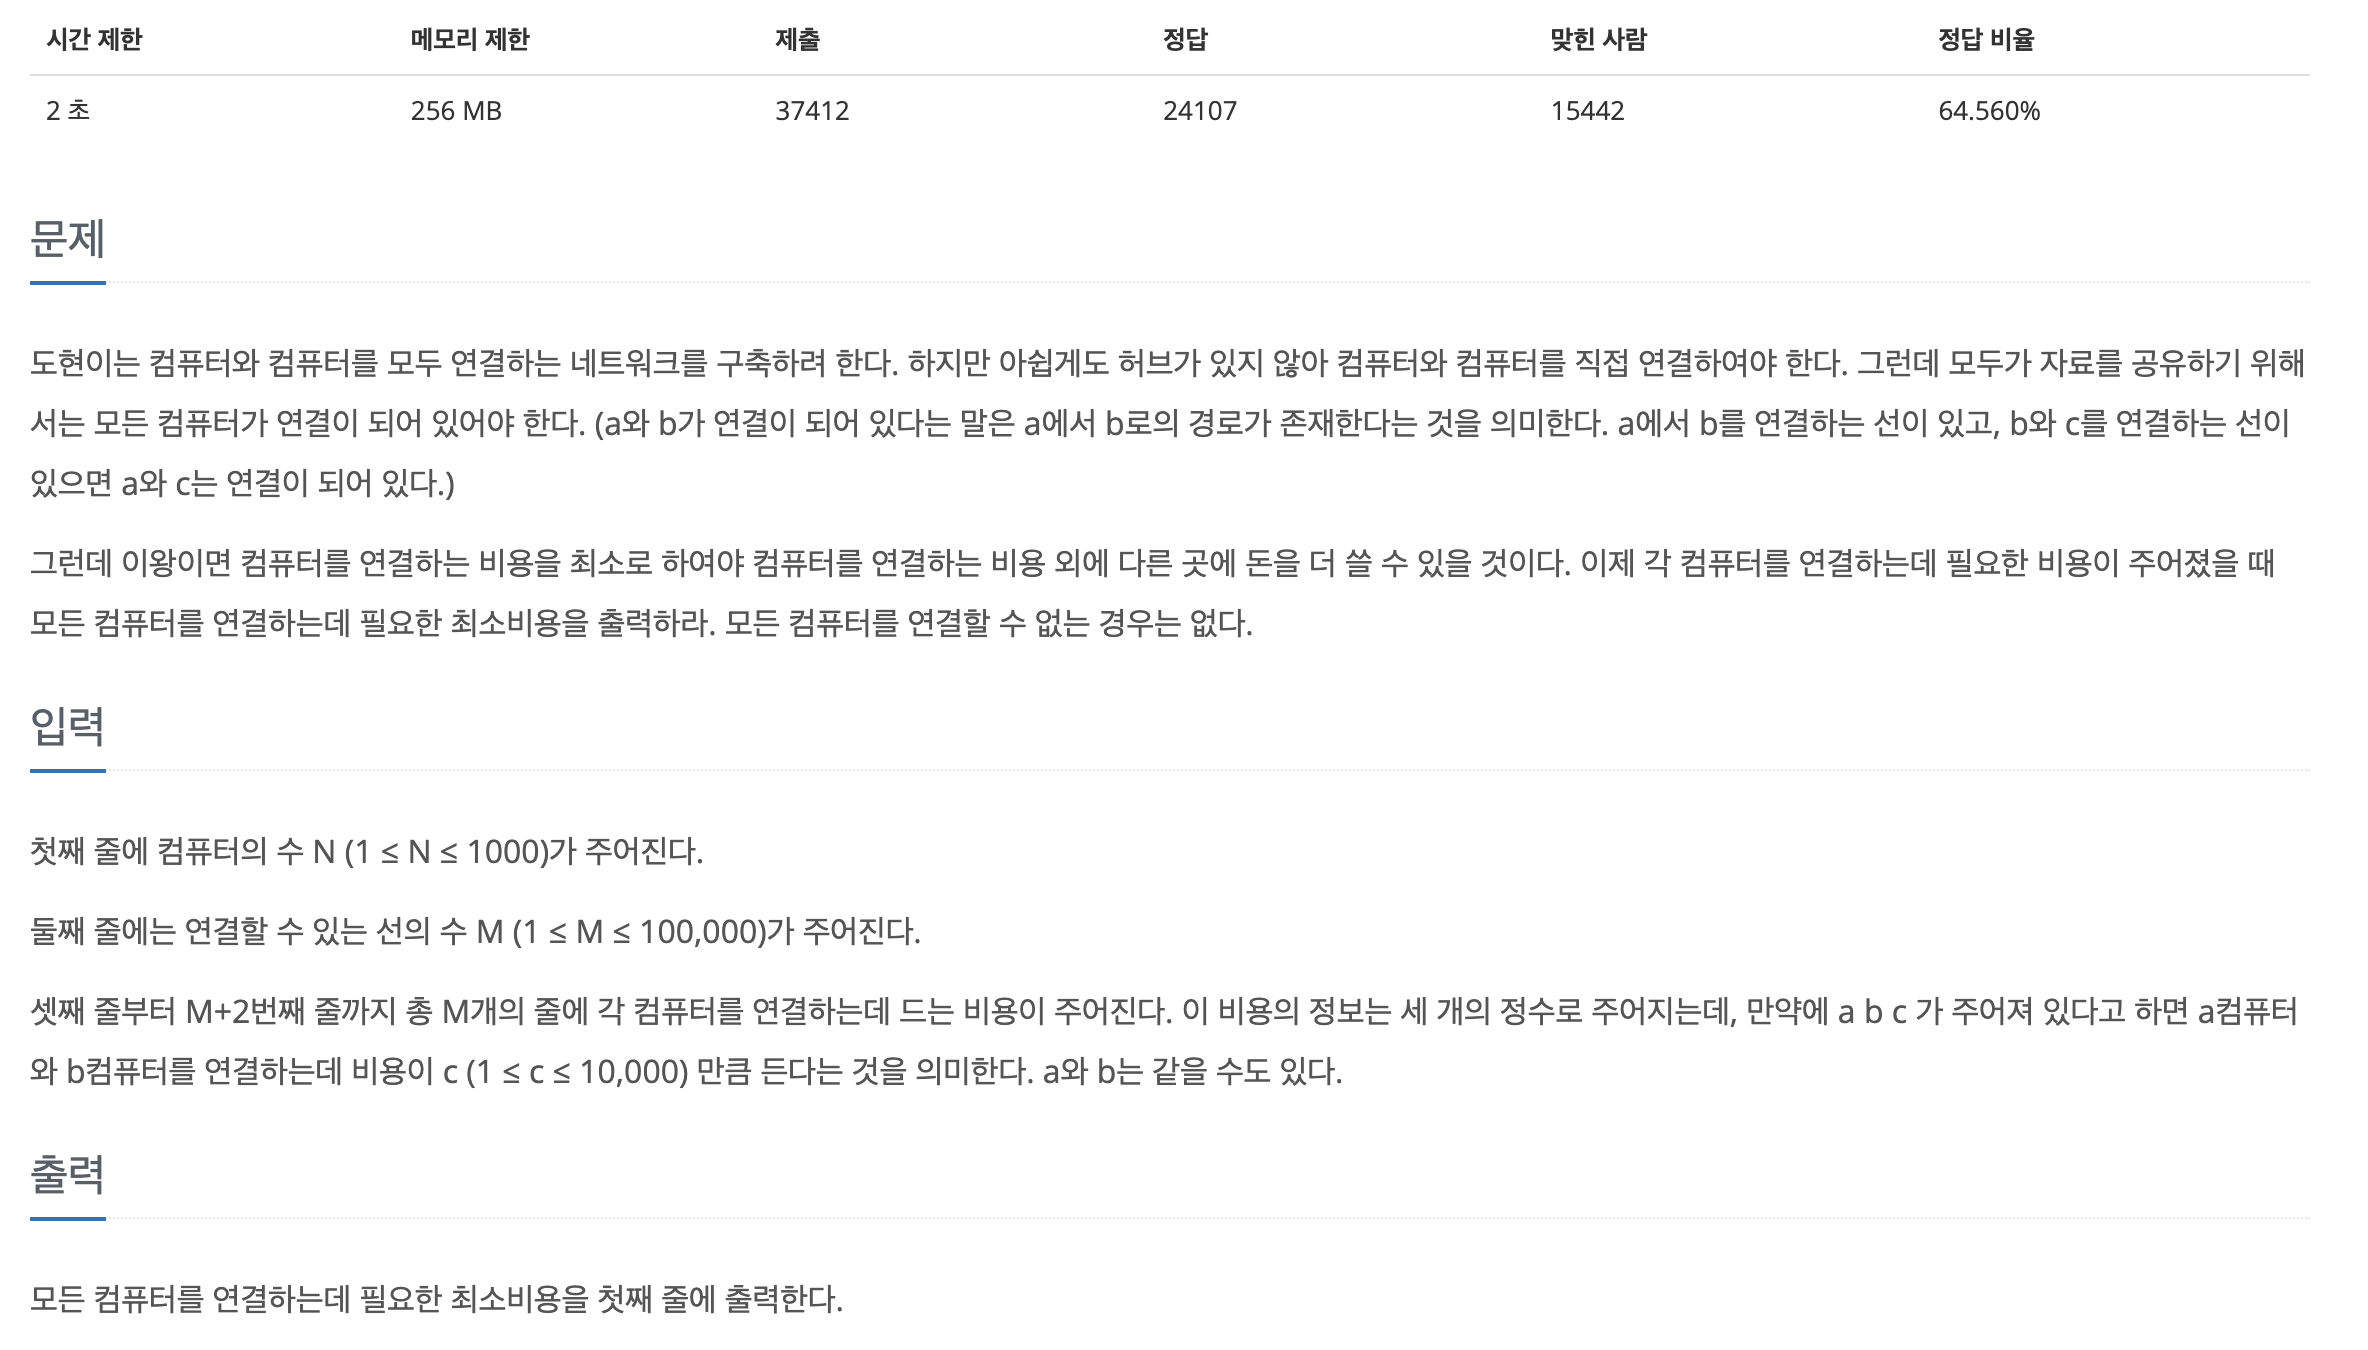 시간 제한 메모리 제한 제출 정답 맞힌 사람 정답 비율
2 초 256 MB 37412 24107 15442 64.560%
문제
도현이는 컴퓨터와 컴퓨터를 모두 연결하는 네트워크를 구축하려 한다. 하지만 아쉽게도 허브가 있지 않아 컴퓨터와 컴퓨터를 직접 연결하여야 한다. 그런데 모두가 자료를 공유하기 위해
서는 모든 컴퓨터가 연결이 되어 있어야 한다. (a와 b가 연결이 되어 있다는 말은 a에서 b로의 경로가 존재한다는 것을 의미한다. a에서 b를 연결하는 선이 있고, b와 c를 연결하는 선이
있으면 a와 c는 연결이 되어 있다.)
그런데 이왕이면 컴퓨터를 연결하는 비용을 최소로 하여야 컴퓨터를 연결하는 비용 외에 다른 곳에 돈을 더 쓸 수 있을 것이다. 이제 각 컴퓨터를 연결하는데 필요한 비용이 주어졌을 때
모든 컴퓨터를 연결하는데 필요한 최소비용을 출력하라. 모든 컴퓨터를 연결할 수 없는 경우는 없다.
입력
첫째 줄에 컴퓨터의 수 N (1 ≤ N ≤ 1000)가 주어진다.
둘째 줄에는 연결할 수 있는 선의 수 M (1 ≤ M ≤ 100,000)가 주어진다.
셋째 줄부터 M+2번째 줄까지 총 M개의 줄에 각 컴퓨터를 연결하는데 드는 비용이 주어진다. 이 비용의 정보는 세 개의 정수로 주어지는데, 만약에 a b c 가 주어져 있다고 하면 a컴퓨터
와 b컴퓨터를 연결하는데 비용이 c (1 ≤ c ≤ 10,000) 만큼 든다는 것을 의미한다. a와 b는 같을 수도 있다.
출력
모든 컴퓨터를 연결하는데 필요한 최소비용을 첫째 줄에 출력한다.